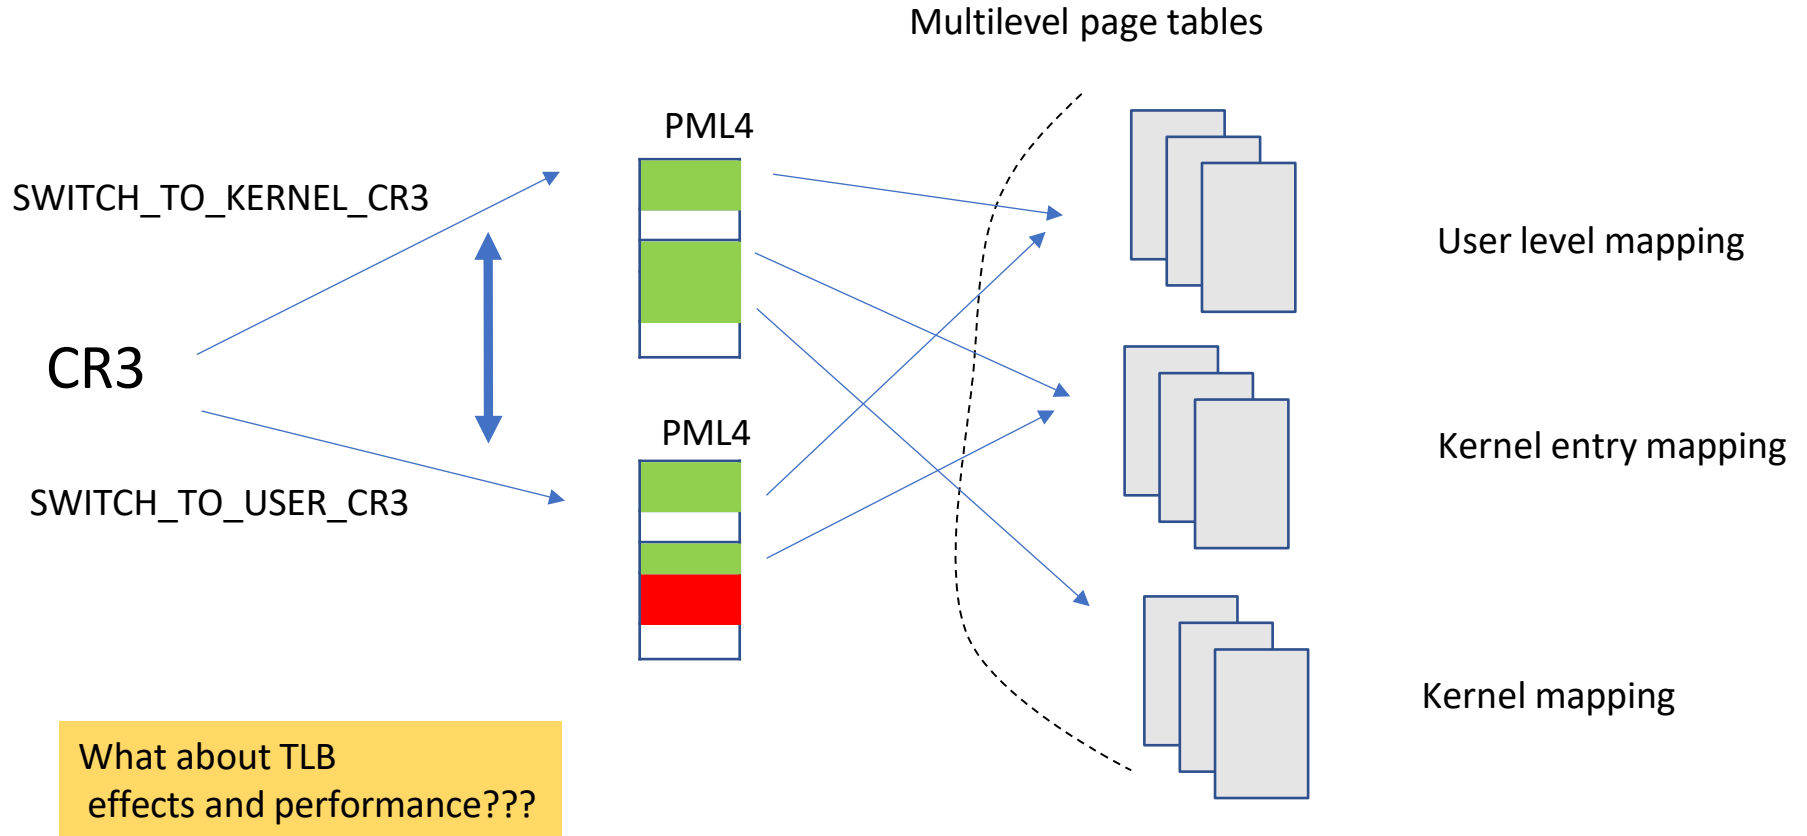 Multilevel page tables
PML4
SWITCH_TO_KERNEL_CR3
User level mapping
CR3
PML4
Kernel entry mapping
SWITCH_TO_USER_CR3
Kernel mapping
What about TLB
effects and performance???